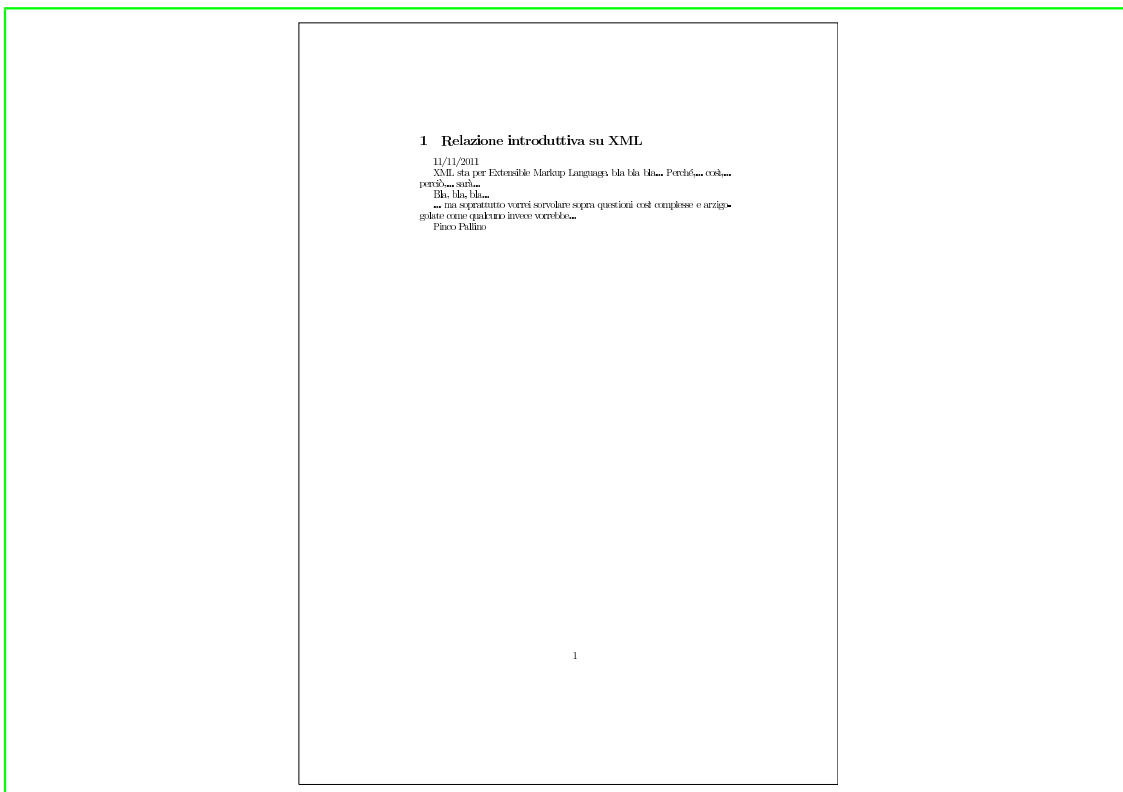 1 Relazione introduttiva su XML
11/11/2011
XML sta per Extensible Markup Language. bla bla bla... Perché,... così,...
perciò,... sarà...
Bla, bla, bla...
... ma soprattutto vorrei sorvolare sopra questioni così complesse e arzigo-
golate come qualcuno invece vorrebbe...
Pinco Pallino
1